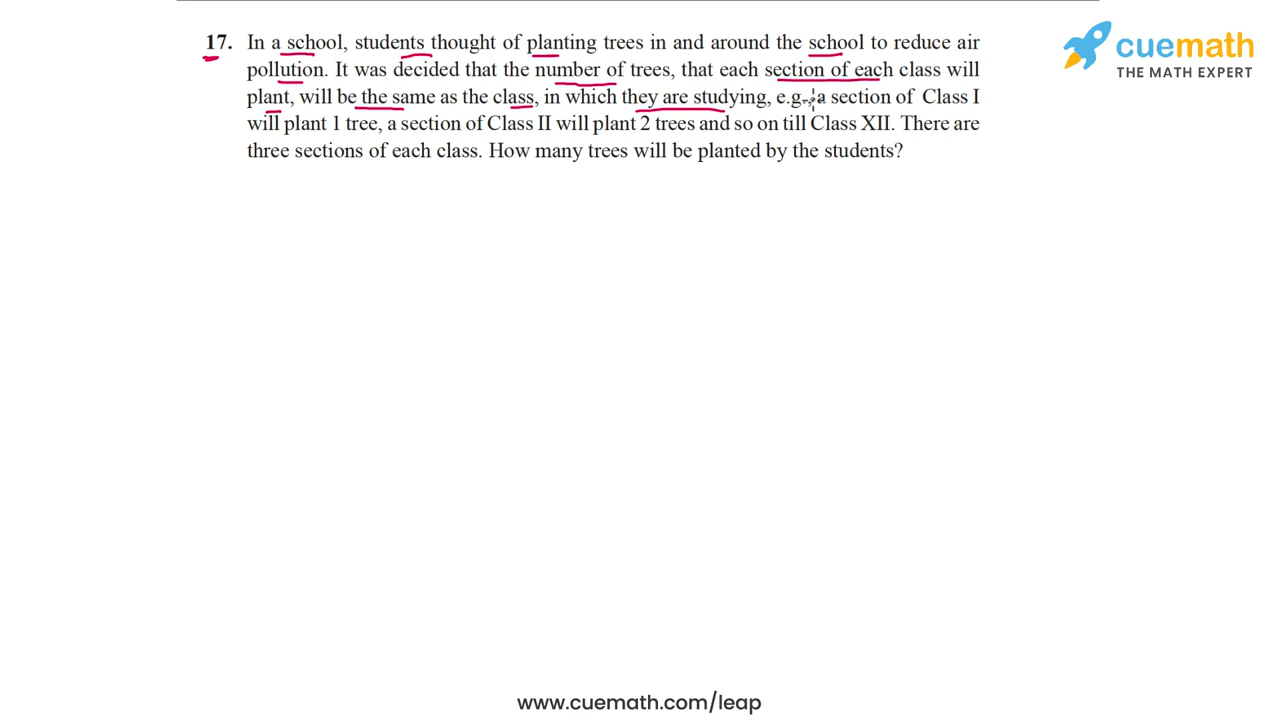 17. In a school, students thought of planting trees in and around the school to reduce air
pollution. It was decided that the number of trees, that each section of each class will
plant, will be the same as the class, in which they are studying, e.g., a section of Class I
will plant 1 tree, a section of Class II will plant 2 trees and so on till Class XII. There are
three sections of each class. How many trees will be planted by the students?
cuemath
THE MATH EXPERT
www.cuemath.com/leap